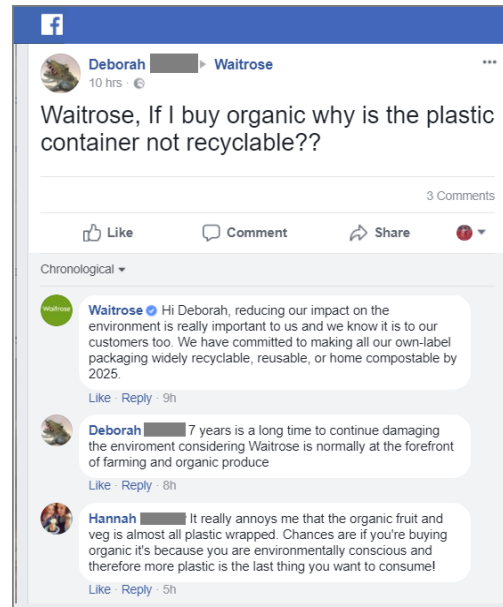 f
Deborah Waitrose
10 hrs
Waitrose, If I buy organic why is the plastic
container not recyclable??
3 Comments
Like Comment Share
Chronological
Waitrose
Waitrose Hi Deborah, reducing our impact on the
environment is really important to us and we know it is to our
customers too. We have committed to making all our own-label
packaging widely recyclable, reusable, or home compostable by
2025.
Like · Reply · 9h
Deborah 7 years is a long time to continue damaging
the enviroment considering Waitrose is normally at the forefront
of farming and organic produce
Like · Reply · 8h
Hannah It really annoys me that the organic fruit and
veg is almost all plastic wrapped. Chances are if you're buying
organic it's because you are environmentally conscious and
therefore more plastic is the last thing you want to consume!
Like · Reply · 5h